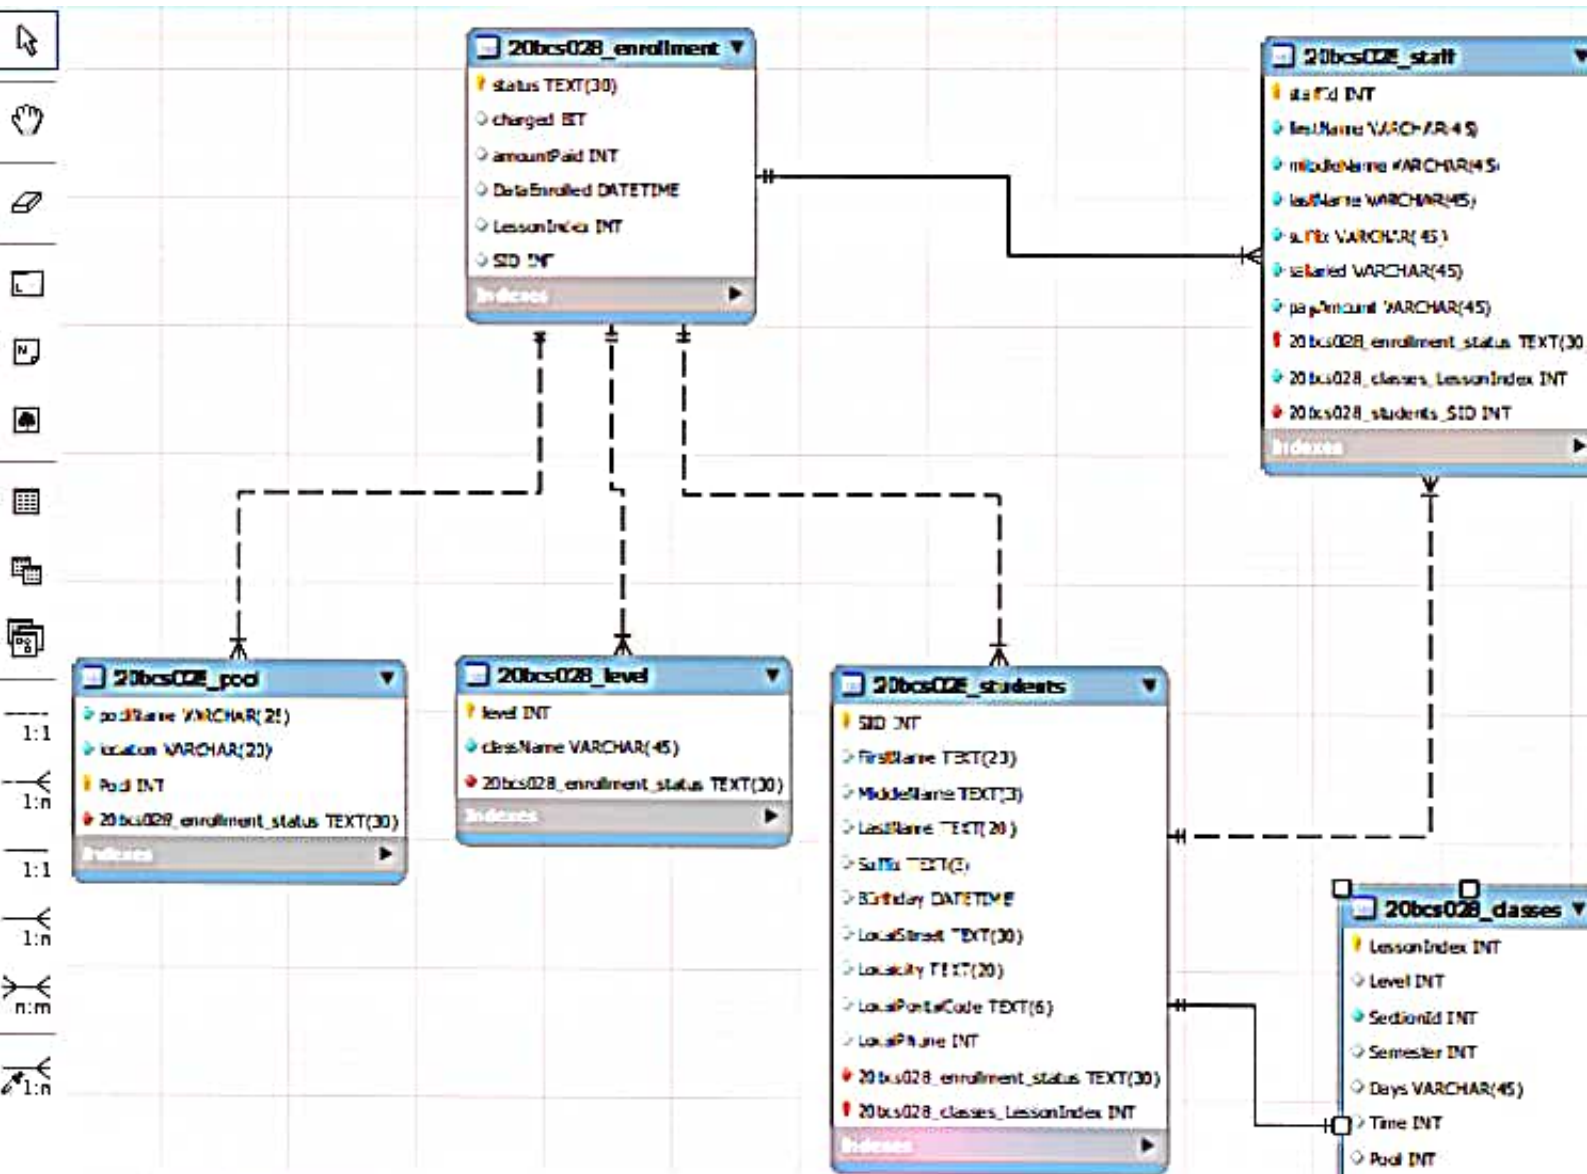 20bcs028_enrollment
status TEXT(30)
charged BIT
amountPaid INT
DataEnrolled DATETIME
LessonIndex INT
SID INT
Indexes
20bcs028_staff
staffId INT
firstName VARCHAR(45)
middleName VARCHAR(45)
lastName VARCHAR(45)
suffix VARCHAR(45)
salaried VARCHAR(45)
payAmount VARCHAR(45)
20bcs028_enrollment_status TEXT(30
20bcs028_classes_LessonIndex INT
20bcs028_students_SID INT
Indexes
20bcs028_pool
poolName VARCHAR(25)
location VARCHAR(20)
Pool INT
20bcs028_enrollment_status TEXT(30)
Indexes
20bcs028_level
level INT
className VARCHAR(45)
20bcs028_enrollment_status TEXT(30)
Indexes
20bcs028_students
SID INT
FirstName TEXT(20)
MiddleName TEXT(3)
LastName TEXT(20)
Suffix TEXT(3)
Birthday DATETIME
LocalStreet TEXT(30)
Localcity TEXT(20)
LocalPostalCode TEXT(6)
LocalPhone INT
20bcs028_enrollment_status TEXT(30)
20bcs028_classes_LessonIndex INT
Indexes
20bcs028_classes
LessonIndex INT
Level INT
SectionId INT
Semester INT
Days VARCHAR(45)
Time INT
Pool INT
1:1
1:n
1:1
1:n
n:m
1:n